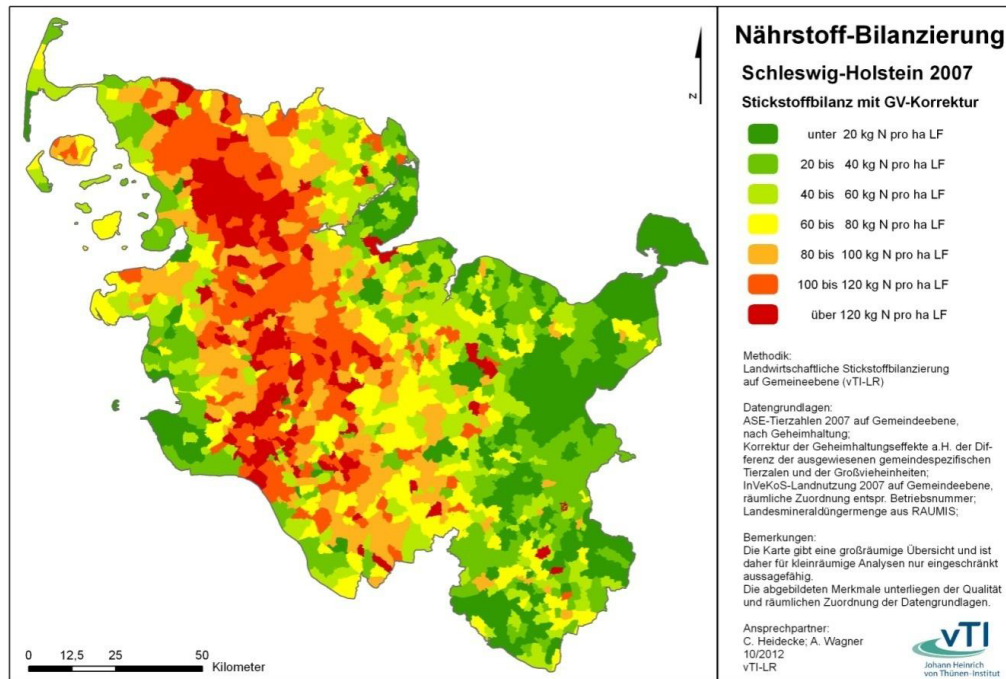 Nährstoff-Bilanzierung
Schleswig-Holstein 2007
Stickstoffbilanz mit GV-Korrektur
unter 20 kg N pro ha LF
20 bis 40 kg N pro ha LF
40 bis 60 kg N pro ha LF
60 bis 80 kg N pro ha LF
80 bis 100 kg N pro ha LF
100 bis 120 kg N pro ha LF
über 120 kg N pro ha LF
Methodik:
Landwirtschaftliche Stickstoffbilanzierung
auf Gemeineebene (vTI-LR)
Datengrundlagen:
ASE-Tierzahlen 2007 auf Gemeindeebene,
nach Geheimhaltung;
Korrektur der Geheimhaltungseffekte a.H. der Dif-
ferenz der ausgewiesenen gemeindespezifischen
Tierzalen und der Großvieheinheiten;
InVeKoS-Landnutzung 2007 auf Gemeindeebene,
räumliche Zuordnung entspr. Betriebsnummer;
Landesmineraldüngermenge aus RAUMIS;
Bemerkungen:
Die Karte gibt eine großräumige Übersicht und ist
daher für kleinräumige Analysen nur eingeschränkt
aussagefähig.
Die abgebildeten Merkmale unterliegen der Qualität
und räumlichen Zuordnung der Datengrundlagen.
Ansprechpartner:
C. Heidecke; A. Wagner
10/2012
vTI-LR
vTI
Johann Heinrich
von Thünen-Institut
N
0 12,5 25 50
Kilometer